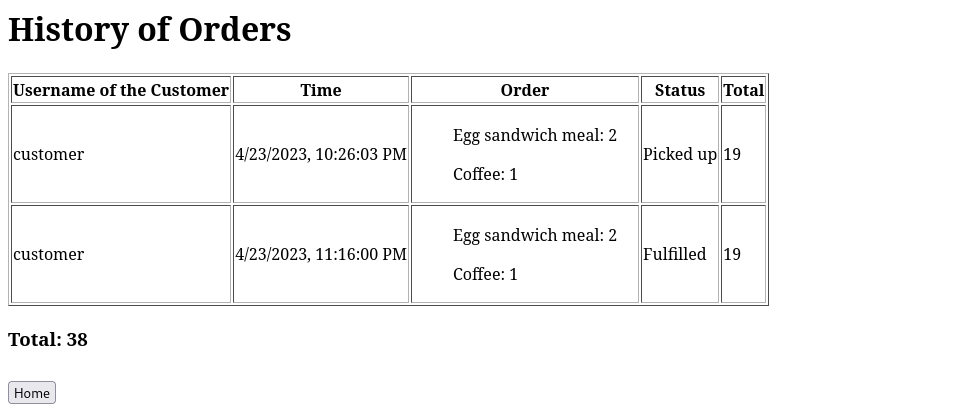 History of Orders
Username of the Customer Time Order Status Total
customer 4/23/2023, 10:26:03 PM Egg sandwich meal: 2 Coffee: 1 Picked up 19
customer 4/23/2023, 11:16:00 PM Egg sandwich meal: 2 Coffee: 1 Fulfilled 19
Total: 38
Home